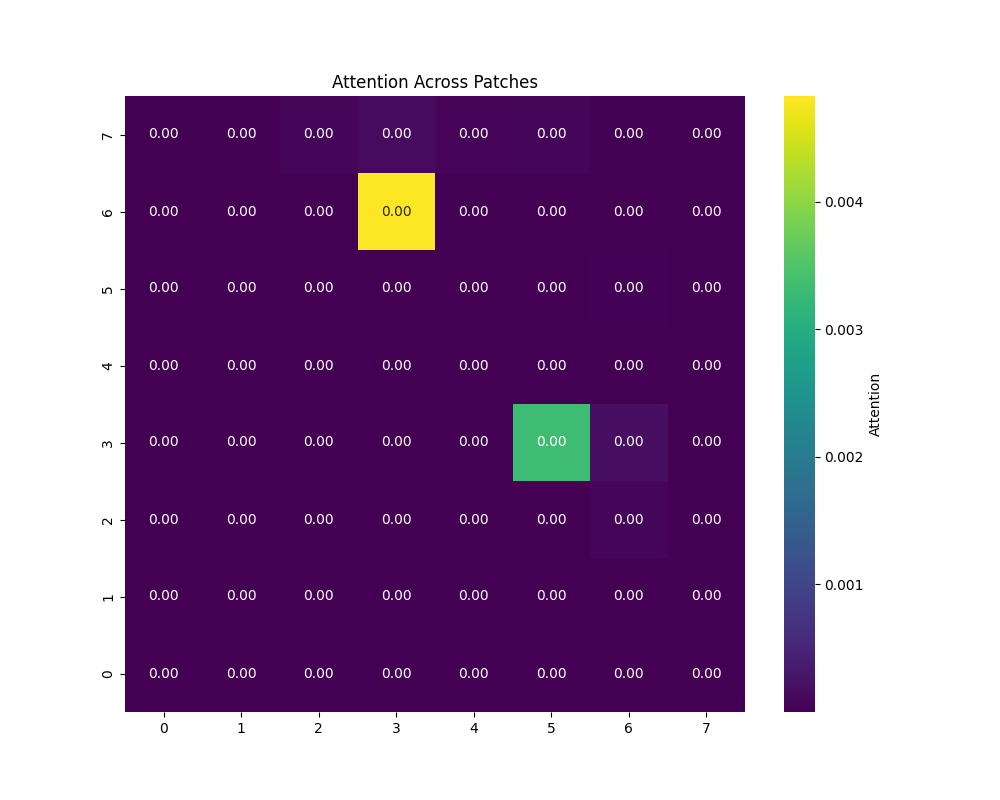 Attention Across Patches
7 0.00 0.00 0.00 0.00 0.00 0.00 0.00 0.00
6 0.00 0.00 0.00 0.00 0.00 0.00 0.00 0.00
5 0.00 0.00 0.00 0.00 0.00 0.00 0.00 0.00
4 0.00 0.00 0.00 0.00 0.00 0.00 0.00 0.00
3 0.00 0.00 0.00 0.00 0.00 0.00 0.00 0.00
2 0.00 0.00 0.00 0.00 0.00 0.00 0.00 0.00
1 0.00 0.00 0.00 0.00 0.00 0.00 0.00 0.00
0 0.00 0.00 0.00 0.00 0.00 0.00 0.00 0.00
0 1 2 3 4 5 6 7
0.004
0.003
0.002
0.001
Attention